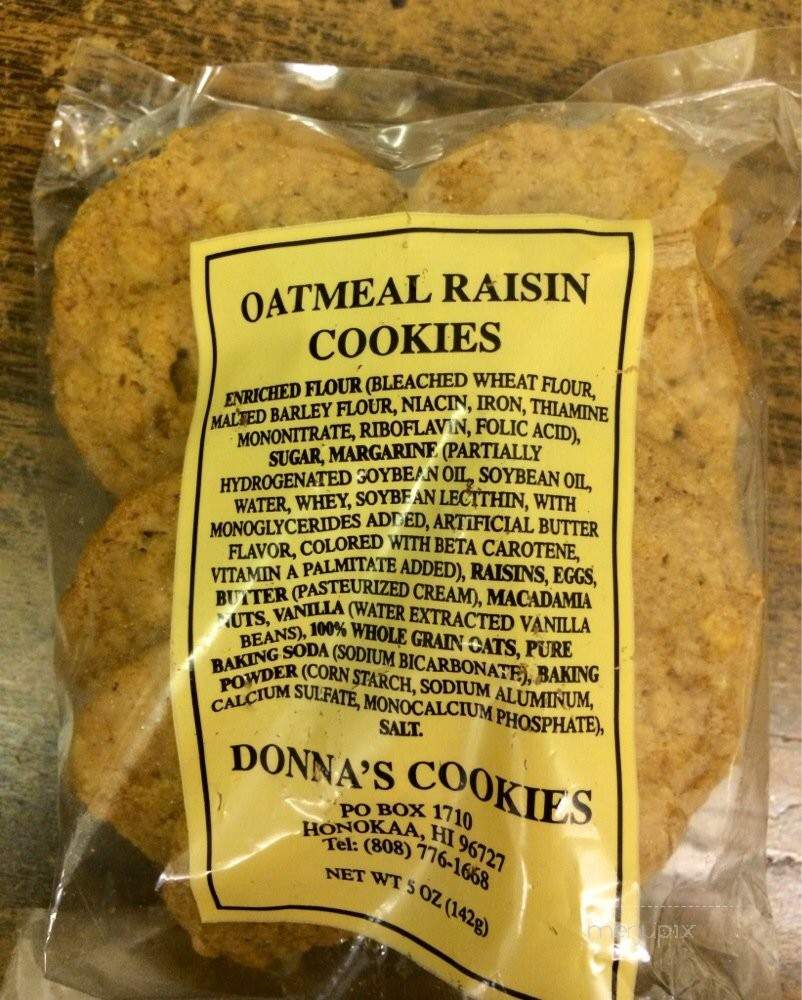 OATMEAL RAISIN
COOKIES
ENRICHED FLOUR (BLEACHED WHEAT FLOUR,
MALTED BARLEY FLOUR, NIACIN, IRON, THIAMINE
MONONITRATE, RIBOFLAVIN, FOLIC ACID),
SUGAR, MARGARINE (PARTIALLY
HYDROGENATED SOYBEAN OIL, SOYBEAN OIL,
WATER, WHEY, SOYBEAN LECITHIN, WITH
MONOGLYCERIDES ADDED, ARTIFICIAL BUTTER
FLAVOR, COLORED WITH BETA CAROTENE,
VITAMIN A PALMITATE ADDED), RAISINS, EGGS,
BUTTER (PASTEURIZED CREAM), MACADAMIA
NUTS, VANILLA (WATER EXTRACTED VANILLA
BEANS), 100% WHOLE GRAIN OATS, PURE
BAKING SODA (SODIUM BICARBONATE), BAKING
POWDER (CORN STARCH, SODIUM ALUMINUM,
CALCIUM SULFATE, MONOCALCIUM PHOSPHATE),
SALT.
DONNA'S COOKIES
PO BOX 1710
HONOKAA, HI 96727
Tel: (808) 776-1668
NET WT 5 OZ (142g)
menupix